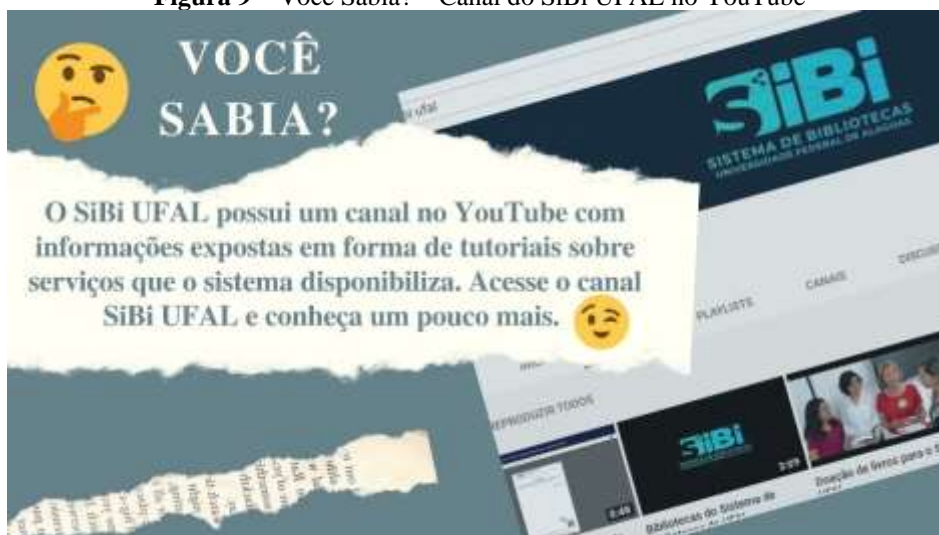 Figura 9 – Você Sabia? – Canal do SiBi UFAL no YouTube
VOCÊ
SABIA?
O SiBi UFAL possui um canal no YouTube com
informações expostas em forma de tutoriais sobre
serviços que o sistema disponibiliza. Acesse o canal
SiBi UFAL e conheça um pouco mais.
ufal
SiBi
SISTEMA DE BIBLIOTECAS
UNIVERSIDADE FEDERAL DE ALAGOAS
PLAYLISTS
CANAIS
REPRODUZIR TODOS
SiBi
0:49
3:09
Bibliotecas do Sistema de
Doação de livros para o